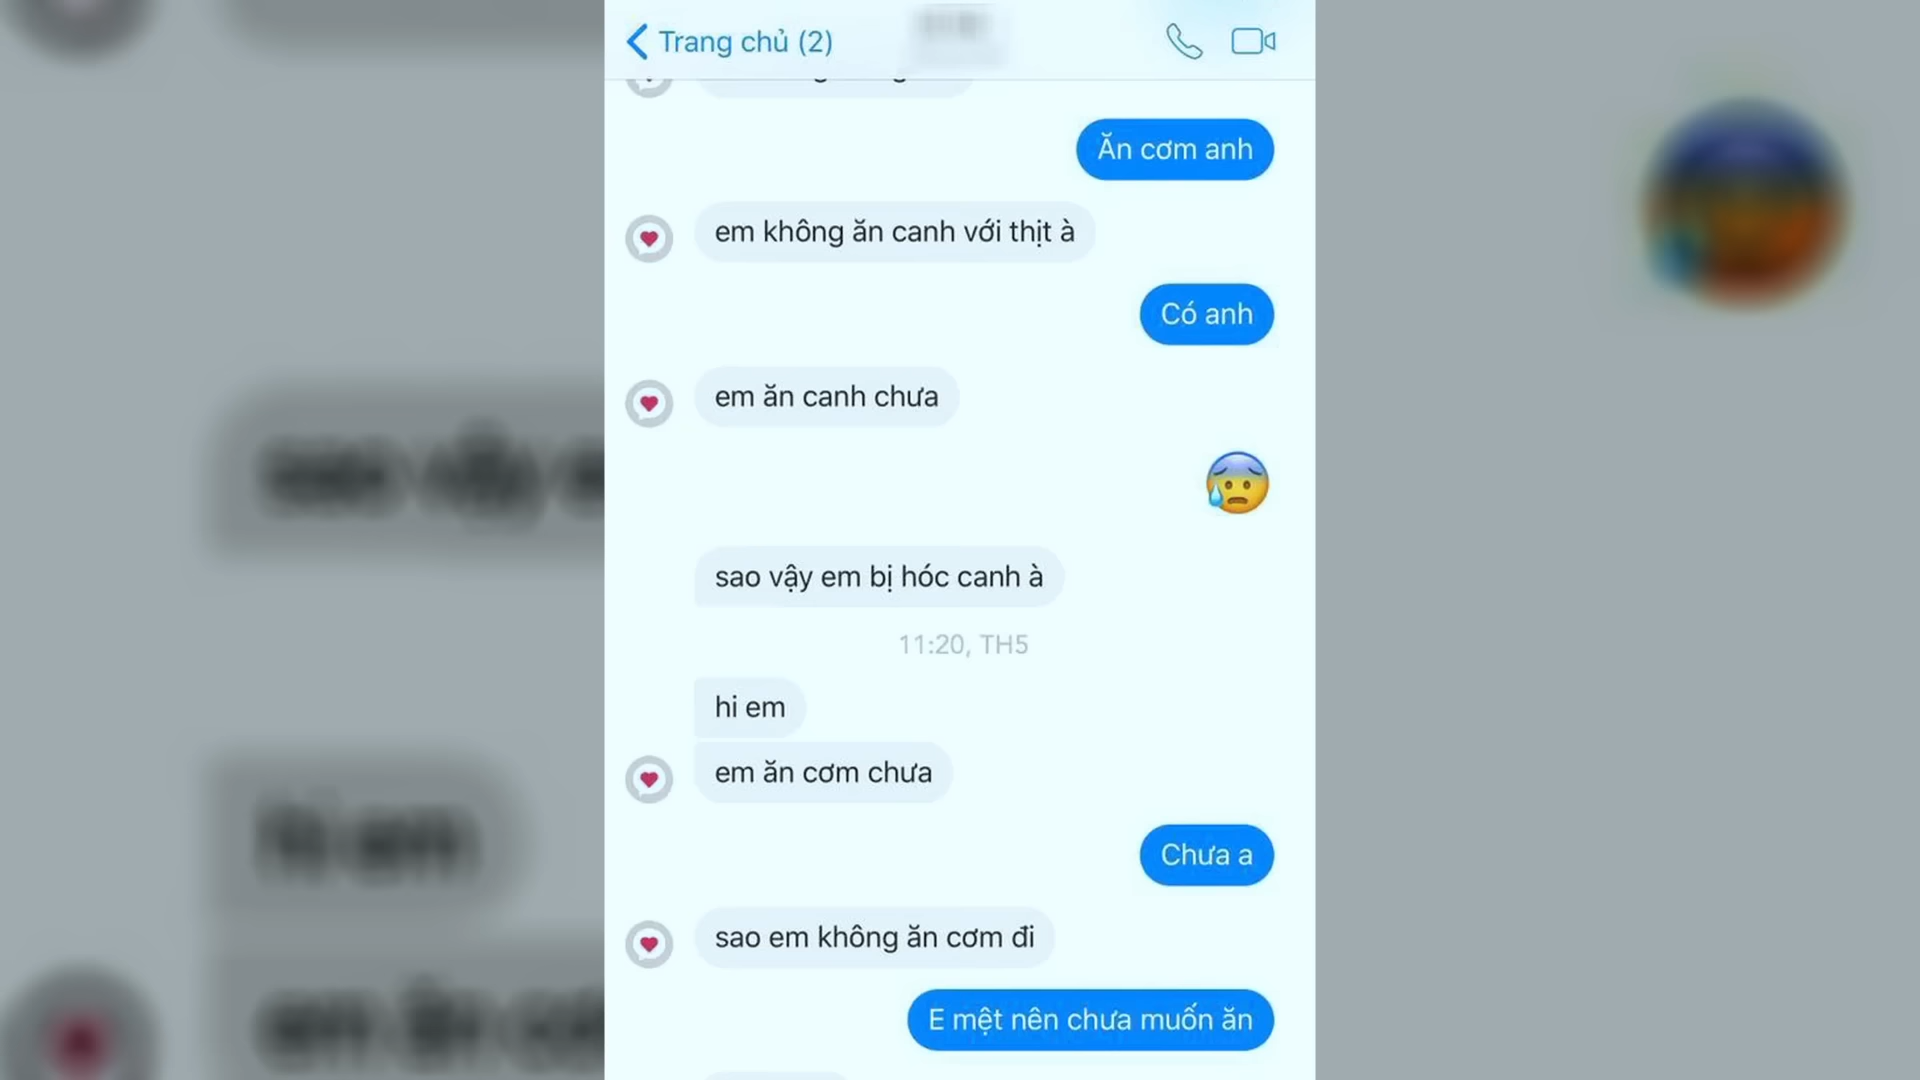 Trang chủ (2)
Ăn cơm anh
em không ăn canh với thịt à
Có anh
em ăn canh chưa
sao vậy em bị hóc canh à
11:20, TH5
hi em
em ăn cơm chưa
Chưa a
sao em không ăn cơm đi
E mệt nên chưa muốn ăn